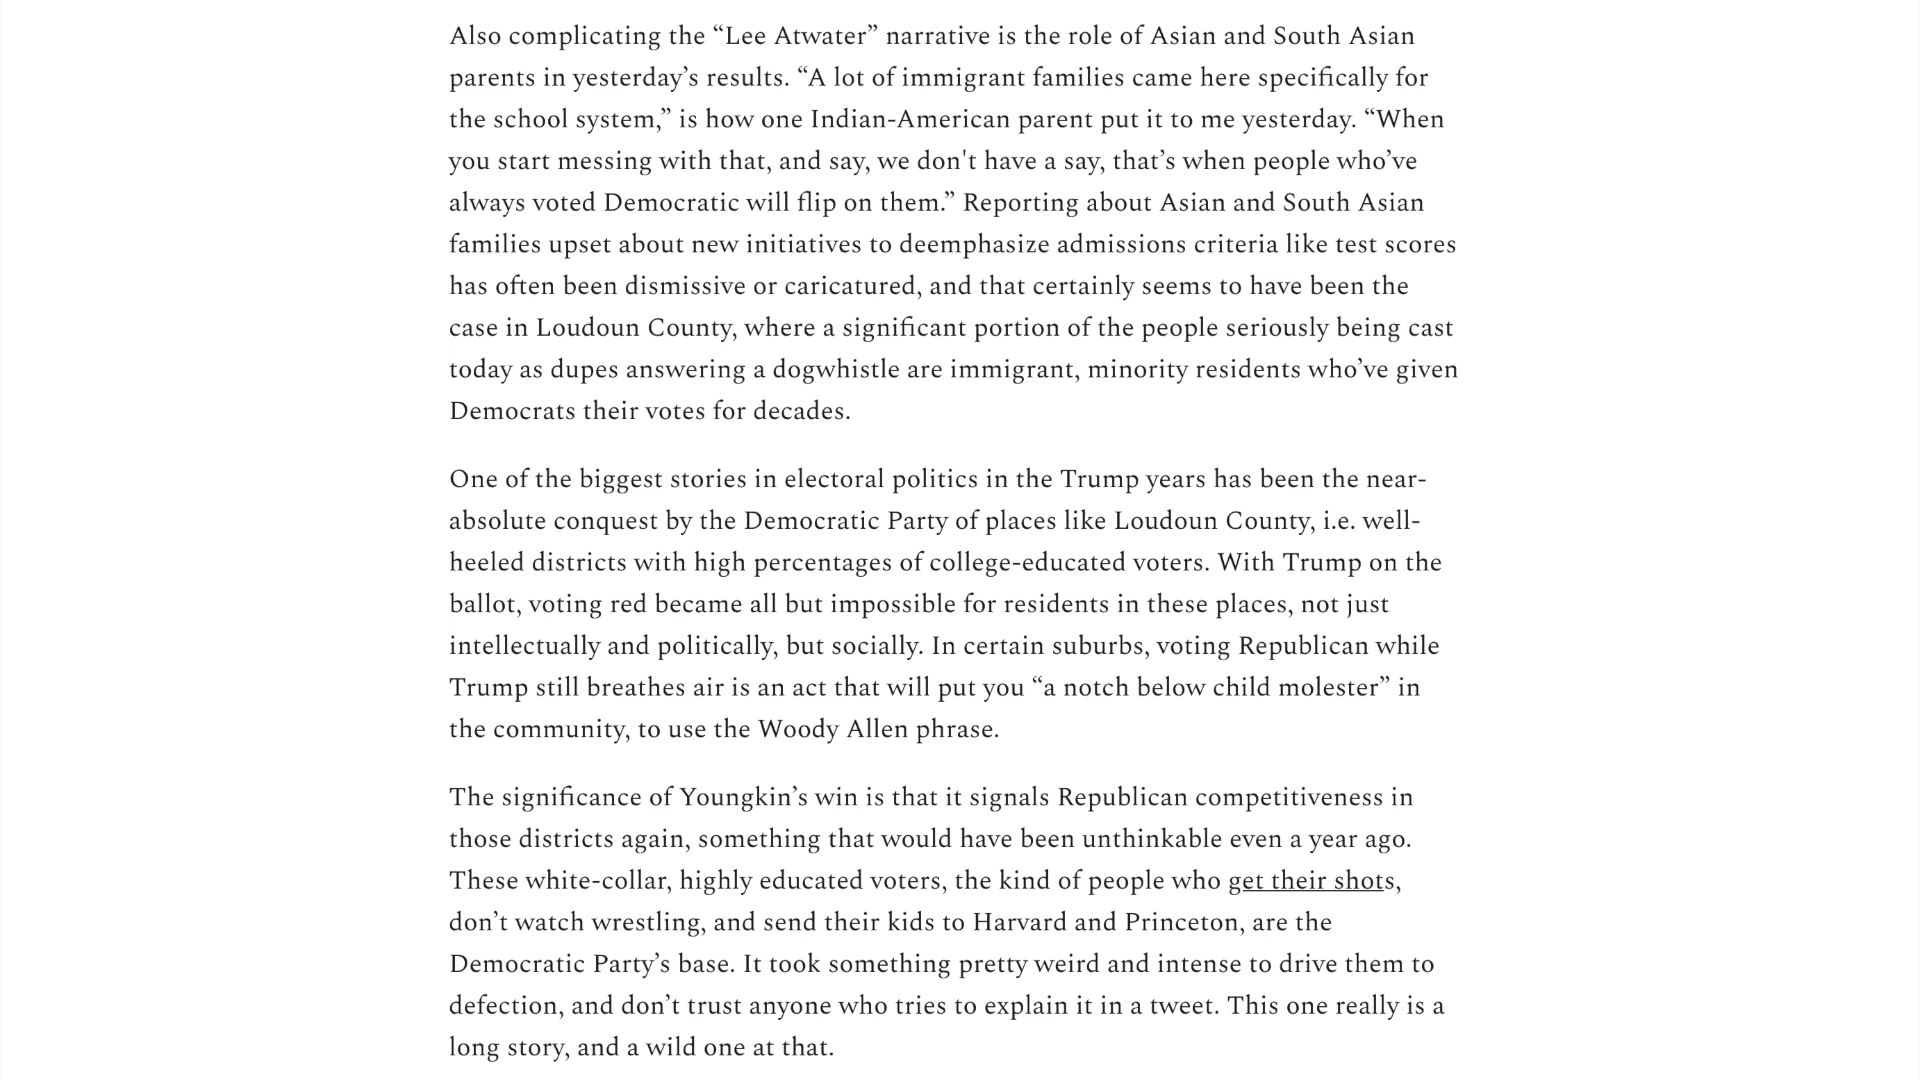 Also complicating the “Lee Atwater” narrative is the role of Asian and South Asian
parents in yesterday’s results. “A lot of immigrant families came here specifically for
the school system,” is how one Indian-American parent put it to me yesterday. “When
you start messing with that, and say, we don't have a say, that’s when people who’ve
always voted Democratic will flip on them.” Reporting about Asian and South Asian
families upset about new initiatives to deemphasize admissions criteria like test scores
has often been dismissive or caricatured, and that certainly seems to have been the
case in Loudoun County, where a significant portion of the people seriously being cast
today as dupes answering a dogwhistle are immigrant, minority residents who’ve given
Democrats their votes for decades.
One of the biggest stories in electoral politics in the Trump years has been the near-
absolute conquest by the Democratic Party of places like Loudoun County, i.e. well-
heeled districts with high percentages of college-educated voters. With Trump on the
ballot, voting red became all but impossible for residents in these places, not just
intellectually and politically, but socially. In certain suburbs, voting Republican while
Trump still breathes air is an act that will put you “a notch below child molester” in
the community, to use the Woody Allen phrase.
The significance of Youngkin’s win is that it signals Republican competitiveness in
those districts again, something that would have been unthinkable even a year ago.
These white-collar, highly educated voters, the kind of people who get their shots,
don’t watch wrestling, and send their kids to Harvard and Princeton, are the
Democratic Party’s base. It took something pretty weird and intense to drive them to
defection, and don’t trust anyone who tries to explain it in a tweet. This one really is a
long story, and a wild one at that.